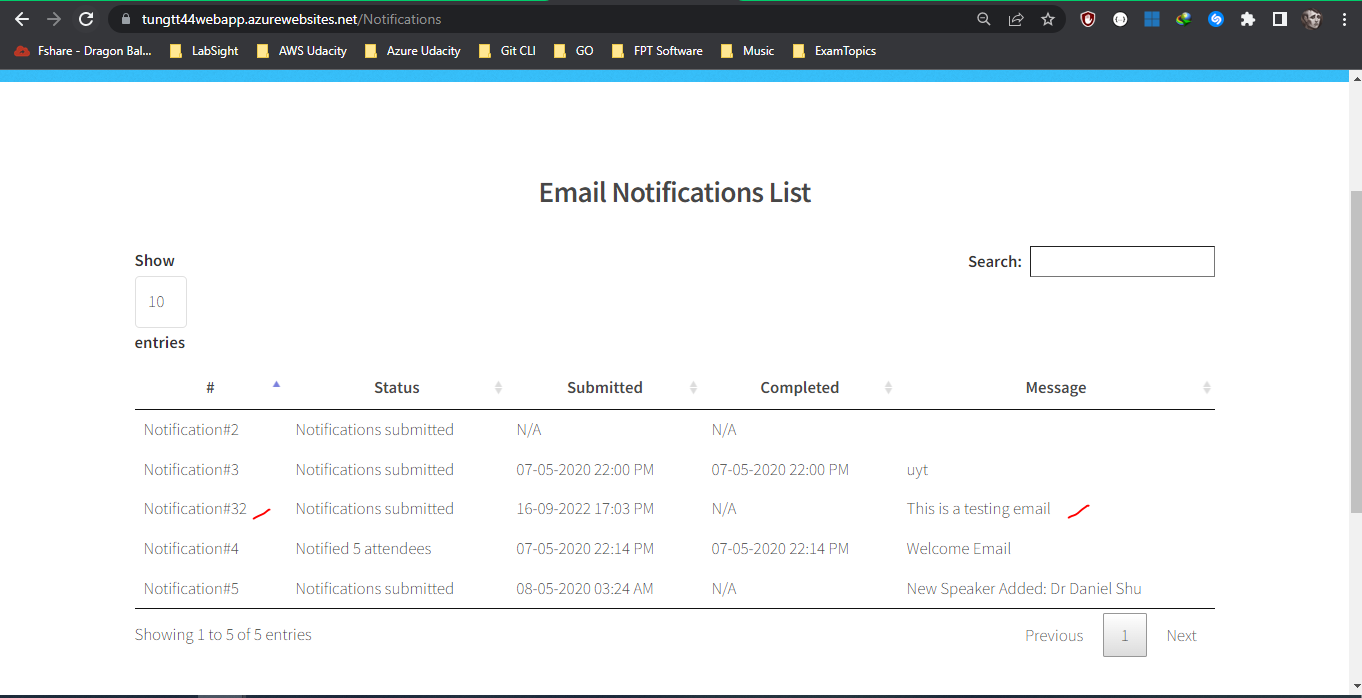 tungtt44webapp.azurewebsites.net/Notifications
Fshare - Dragon Bal... LabSight AWS Udacity Azure Udacity Git CLI GO FPT Software Music ExamTopics
Email Notifications List
Show
10
entries
Search:
# Status Submitted Completed Message
Notification#2 Notifications submitted N/A N/A
Notification#3 Notifications submitted 07-05-2020 22:00 PM 07-05-2020 22:00 PM uyt
Notification#32 Notifications submitted 16-09-2022 17:03 PM N/A This is a testing email
Notification#4 Notified 5 attendees 07-05-2020 22:14 PM 07-05-2020 22:14 PM Welcome Email
Notification#5 Notifications submitted 08-05-2020 03:24 AM N/A New Speaker Added: Dr Daniel Shu
Showing 1 to 5 of 5 entries
Previous 1 Next